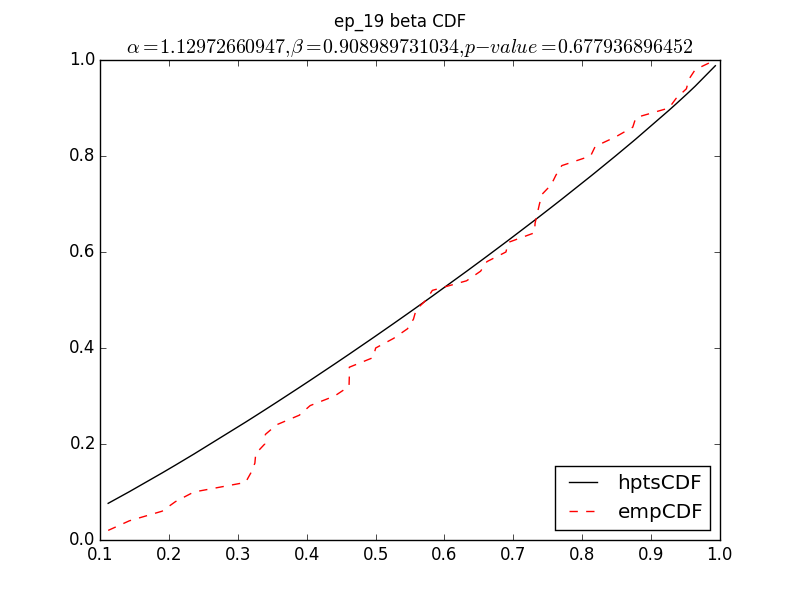 ep_19 beta CDF
α=1.12972660947,β=0.908989731034,p−value=0.677936896452
1.0
0.8
0.6
0.4
0.2
0.0
0.1 0.2 0.3 0.4 0.5 0.6 0.7 0.8 0.9 1.0
hptsCDF
empCDF